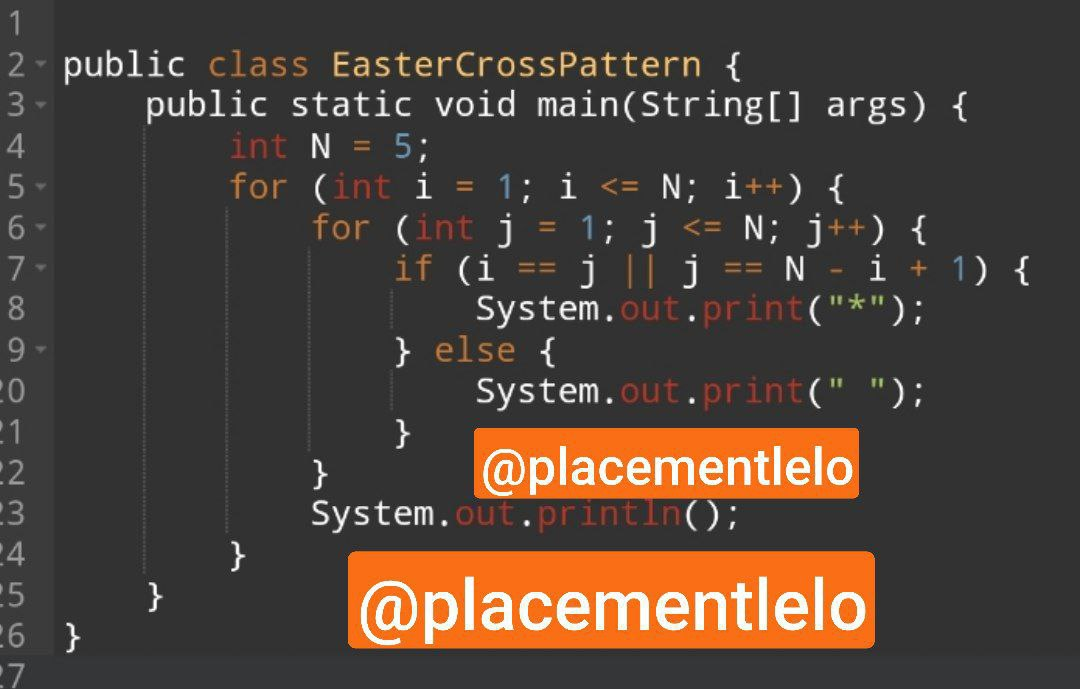 1
2 public class EasterCrossPattern {
3 public static void main(String[] args) {
4 int N = 5;
5 for (int i = 1; i <= N; i++) {
6 for (int j = 1; j <= N; j++) {
7 if (i == j || j == N - i + 1) {
8 System.out.print("*");
9 } else {
20 System.out.print(" ");
21 }
@placementlelo
22 }
23 System.out.println();
24 }
@placementlelo
25 }
26 }
27